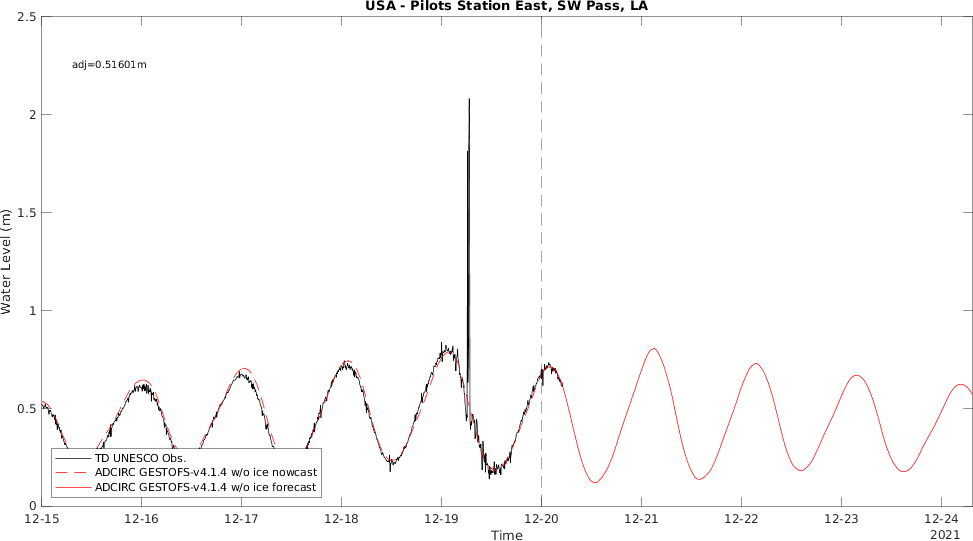 USA - Pilots Station East, SW Pass, LA
adj=0.51601m
Water Level (m)
2.5
2
1.5
1
0.5
0
TD UNESCO Obs.
ADCIRC GESTOFS-v4.1.4 w/o ice nowcast
ADCIRC GESTOFS-v4.1.4 w/o ice forecast
12-15 12-16 12-17 12-18 12-19 12-20 12-21 12-22 12-23 12-24
2021
Time